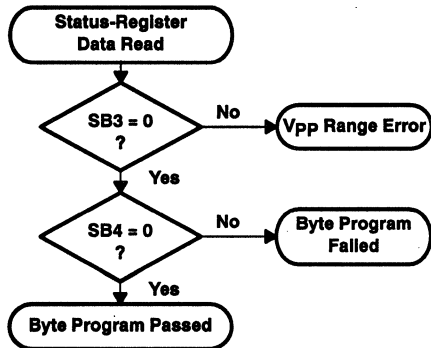 Status-Register
Data Read
SB3 = 0
?
No
VPP Range Error
Yes
SB4 = 0
?
No
Byte Program
Failed
Yes
Byte Program Passed